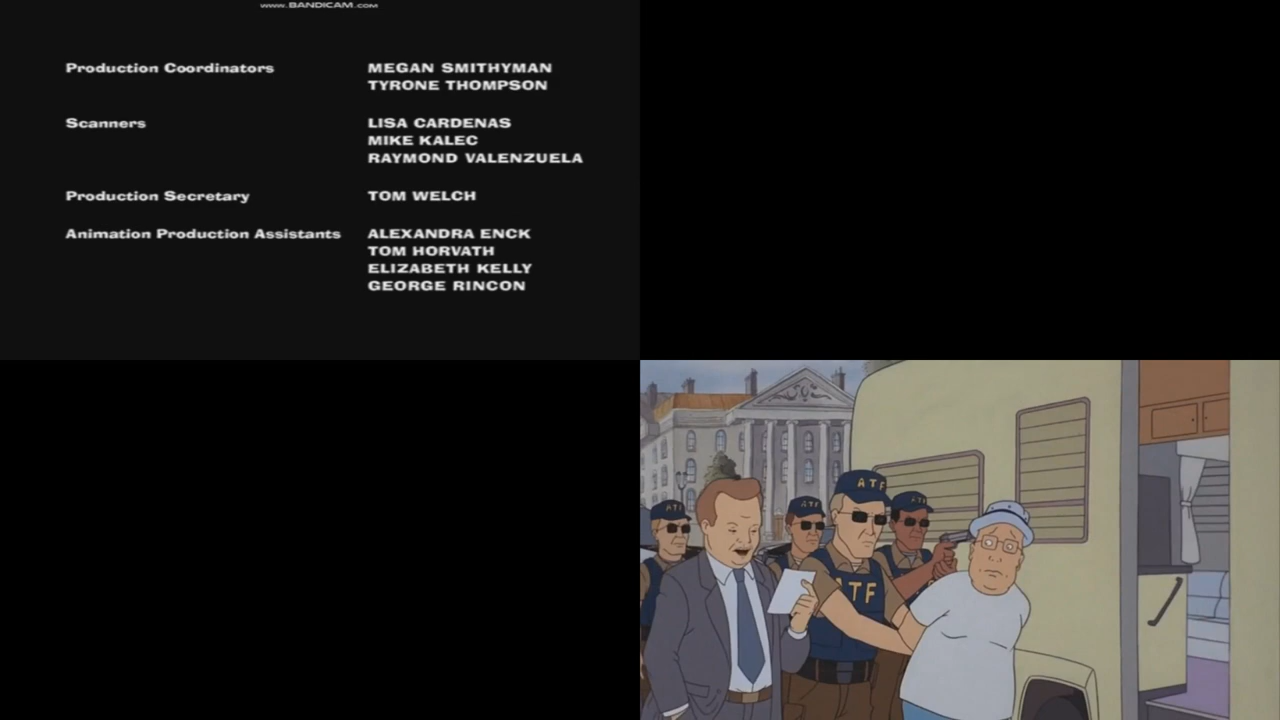 www.BANDICAM.com
Production Coordinators MEGAN SMITHYMAN
TYRONE THOMPSON
Scanners LISA CARDENAS
MIKE KALEC
RAYMOND VALENZUELA
Production Secretary TOM WELCH
Animation Production Assistants ALEXANDRA ENCK
TOM HORVATH
ELIZABETH KELLY
GEORGE RINCON
ATF
ATF
ATF
ATF
ATF